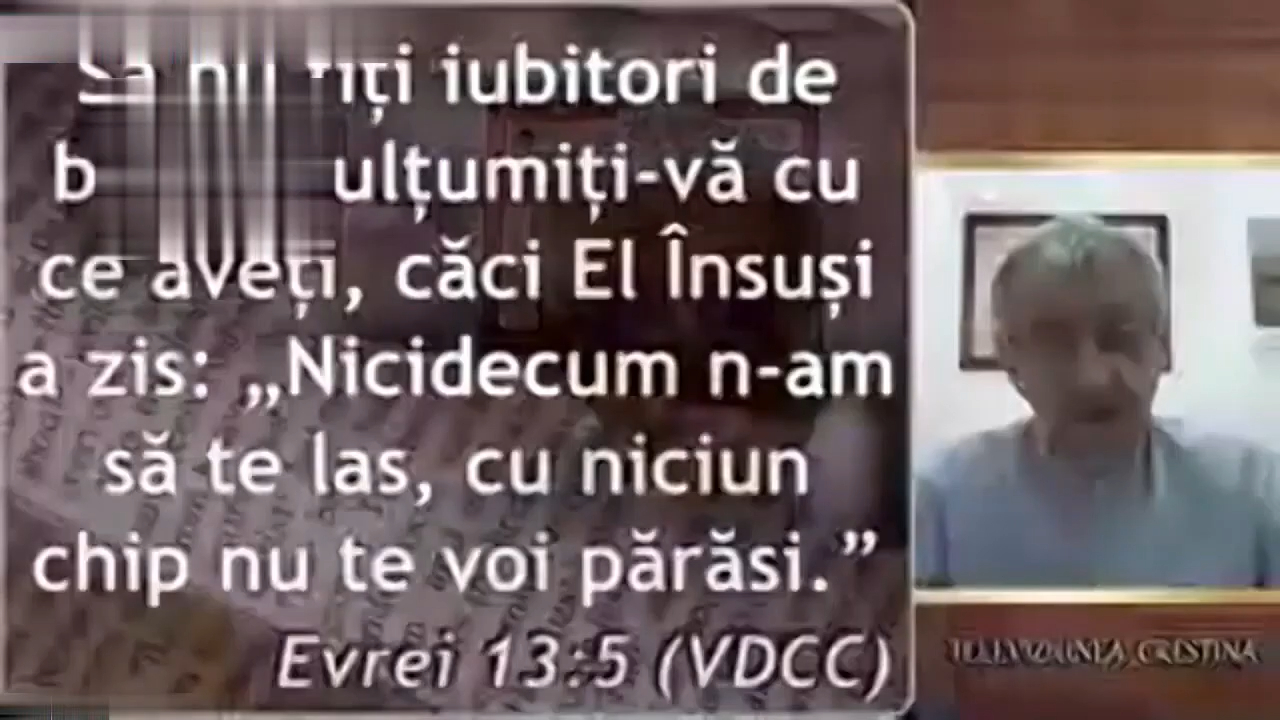 fiți iubitori de
ulțumiți-vă cu
ce aveți, căci El Însuși
a zis: „Nicidecum n-am
să te las, cu niciun
chip nu te voi părăsi.”
Evrei 13:5 (VDCC)